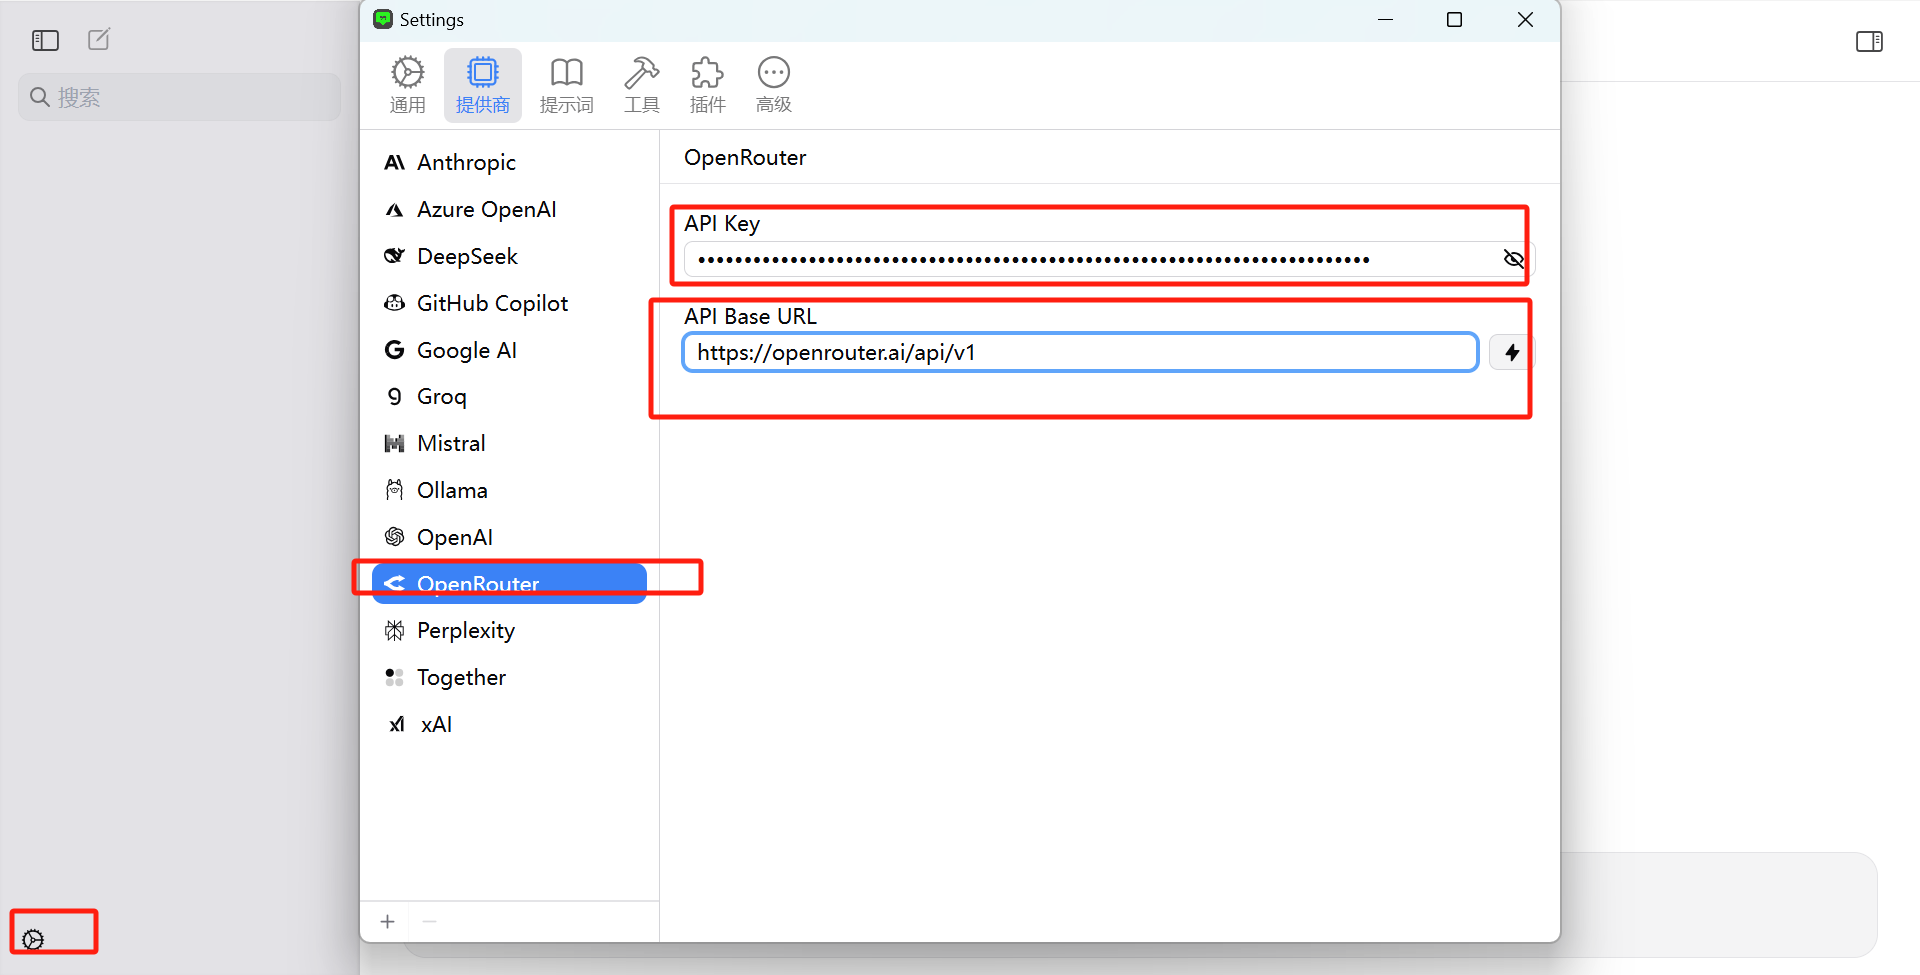 Settings
搜索
通用
提供商
提示词
工具
插件
高级
Anthropic
Azure OpenAI
DeepSeek
GitHub Copilot
Google AI
Groq
Mistral
Ollama
OpenAI
OpenRouter
Perplexity
Together
xAI
OpenRouter
API Key
API Base URL
https://openrouter.ai/api/v1